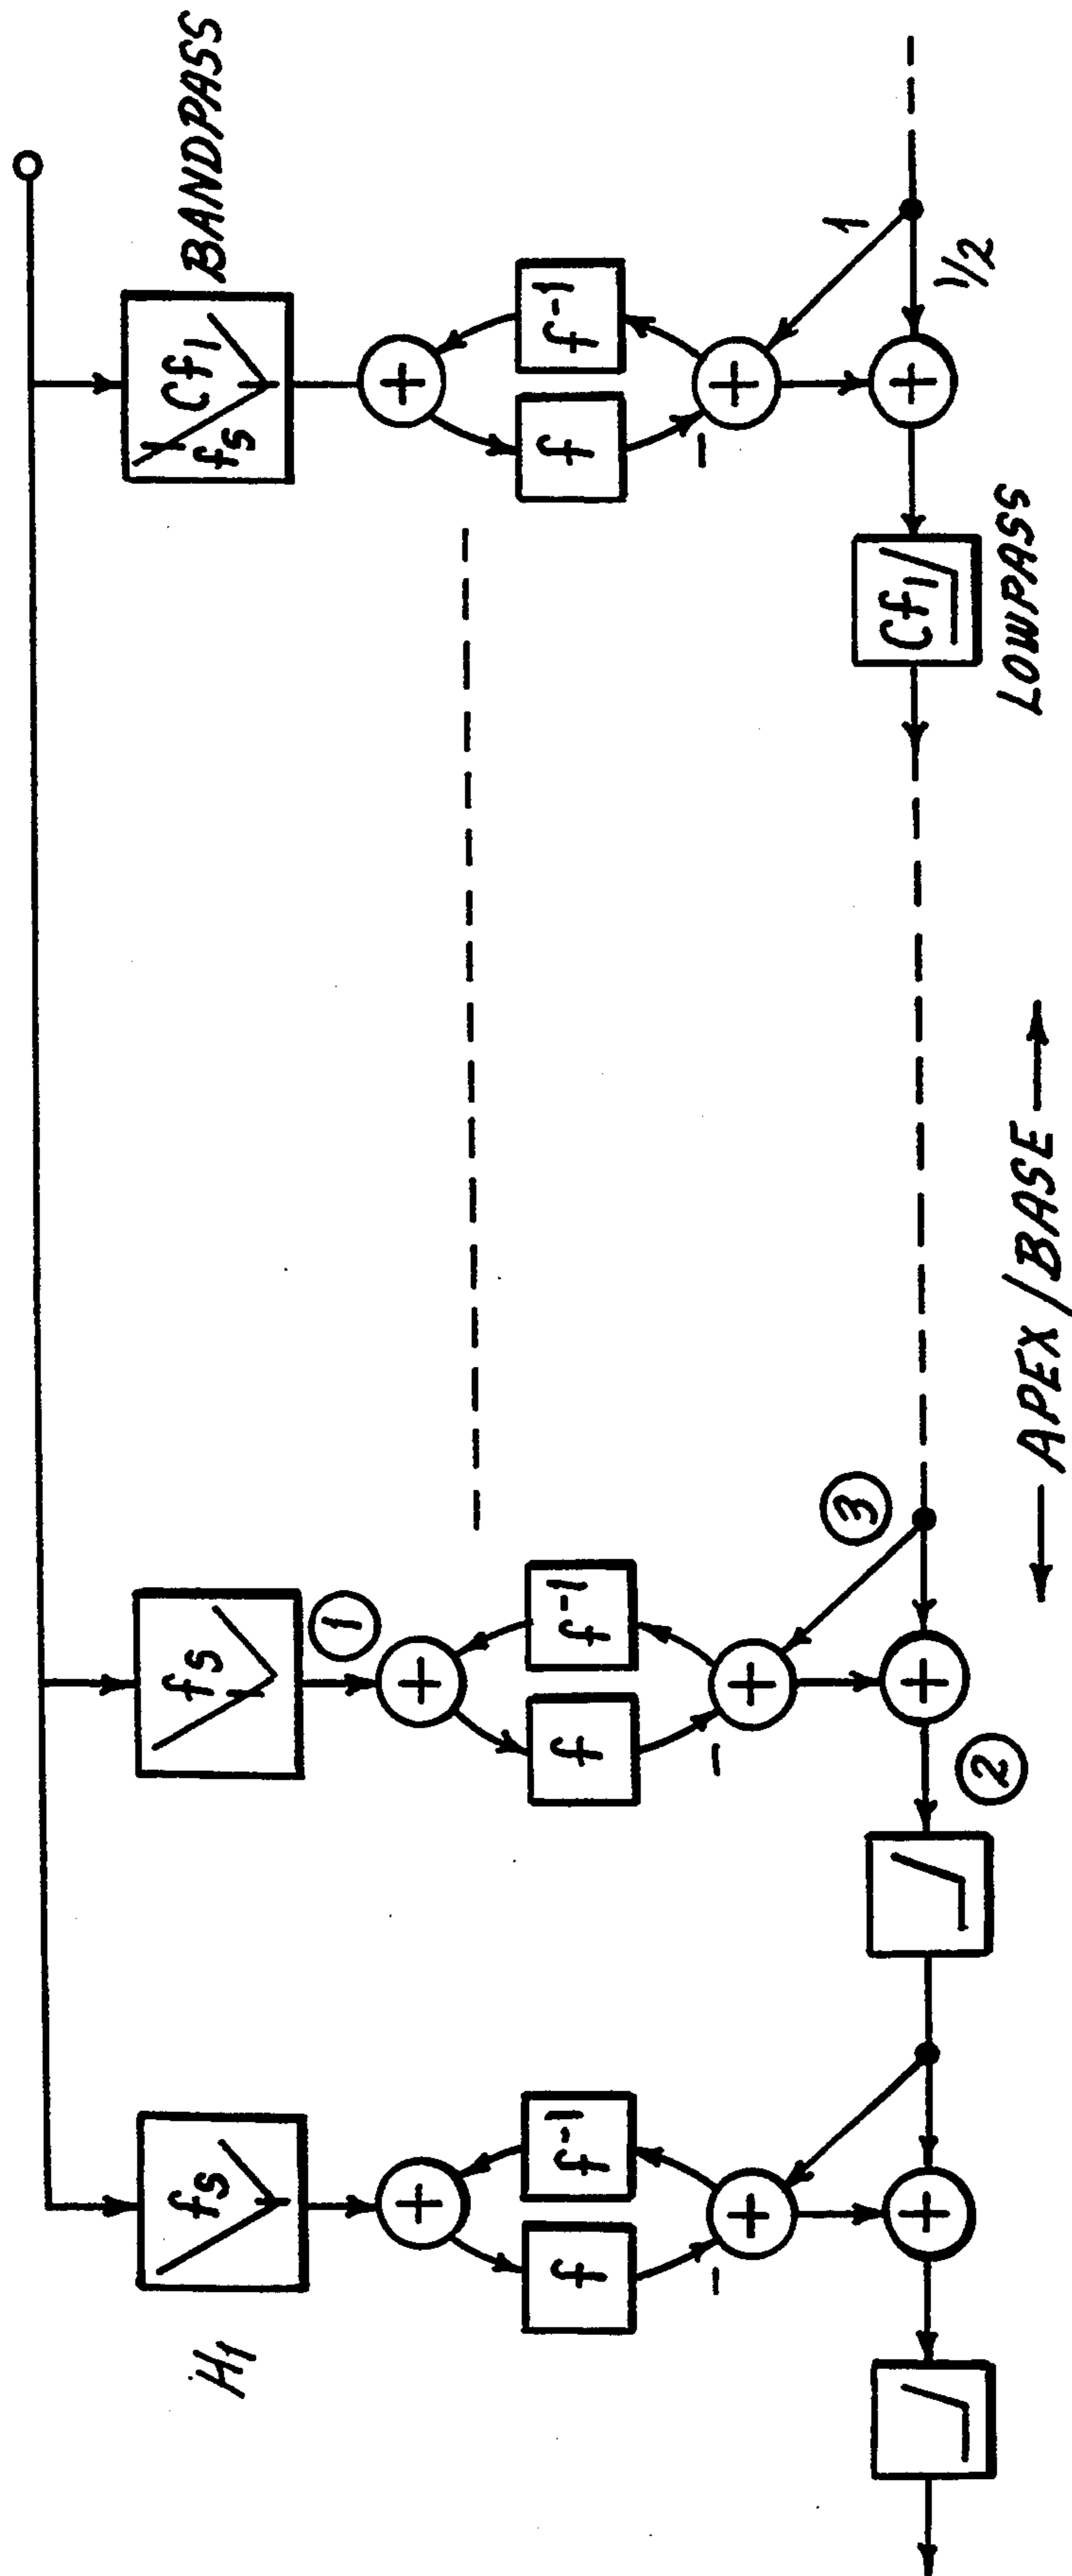 BANDPASS
Cf₁
fₛ
+
f
f⁻¹
−
+
1
1/2
+
Cf₁
LOWPASS
fₛ
1
+
f
f⁻¹
−
+
3
+
2
← APEX / BASE →
H₁
fₛ
+
f
f⁻¹
−
+
+